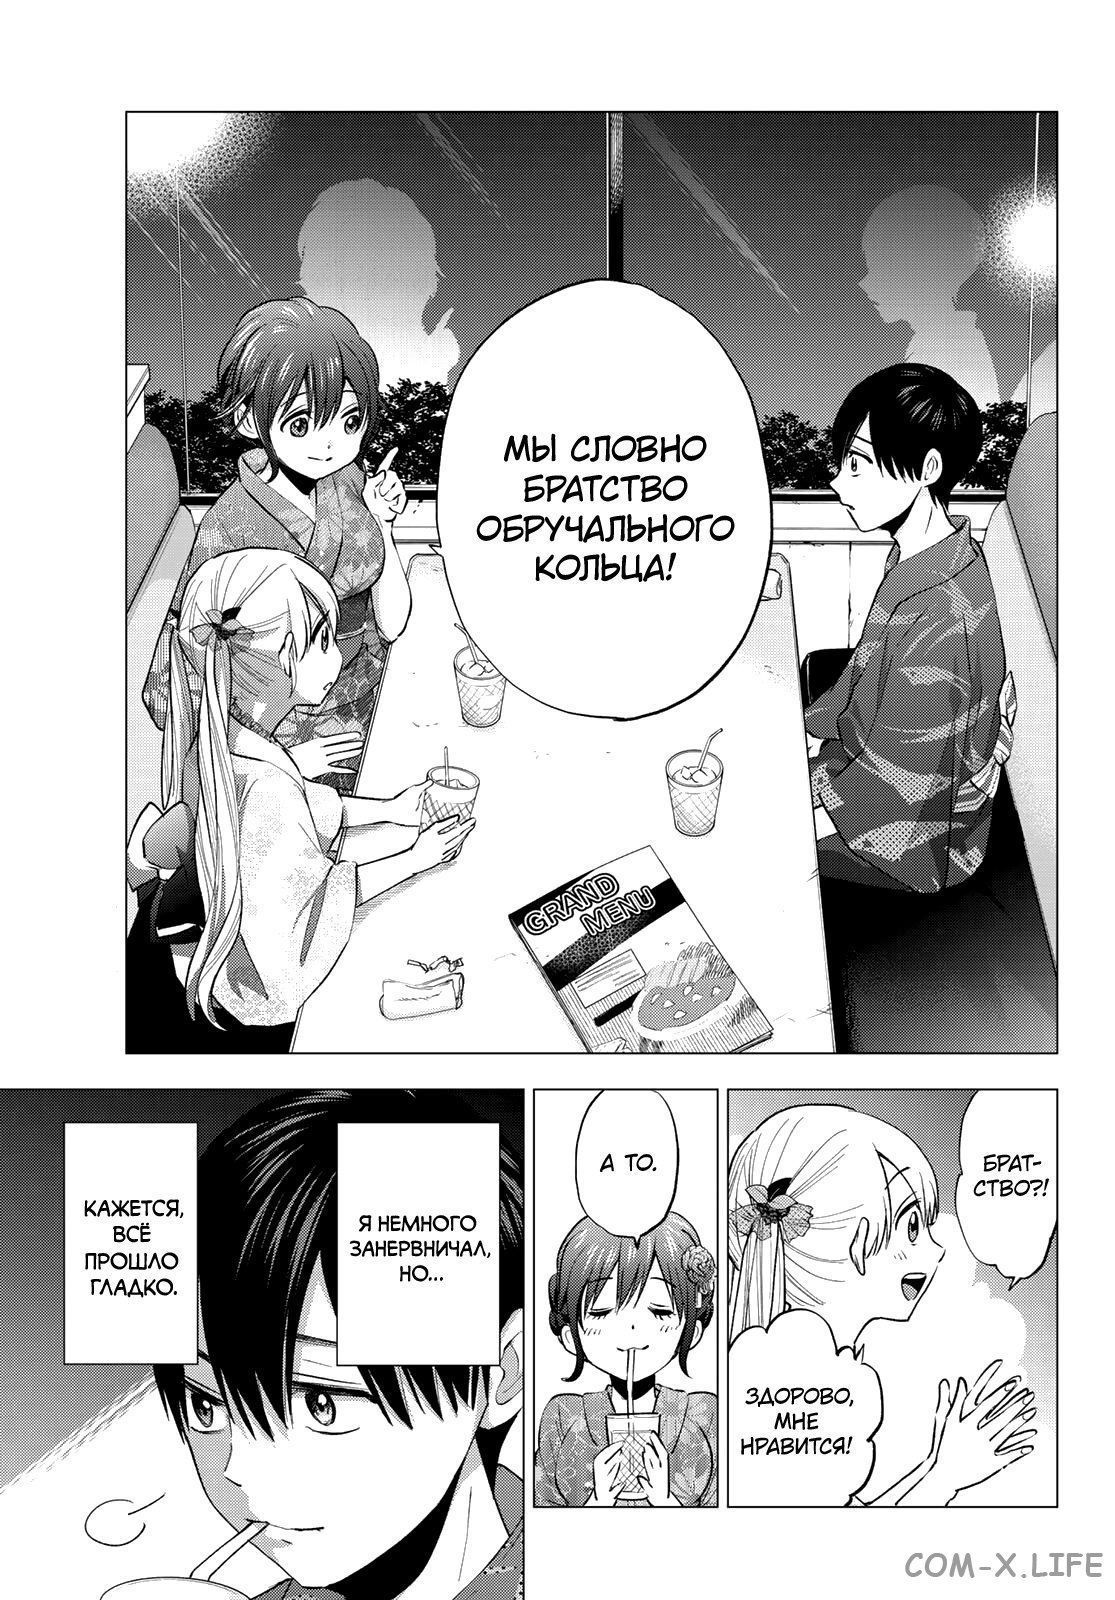 МЫ СЛОВНО
БРАТСТВО
ОБРУЧАЛЬНОГО
КОЛЬЦА!
GRAND
MENU
БРАТ-
СТВО?!
ЗДОРОВО,
МНЕ
НРАВИТСЯ!
А ТО.
Я НЕМНОГО
ЗАНЕРВНИЧАЛ,
НО...
КАЖЕТСЯ,
ВСЁ
ПРОШЛО
ГЛАДКО.
COM-X.LIFE